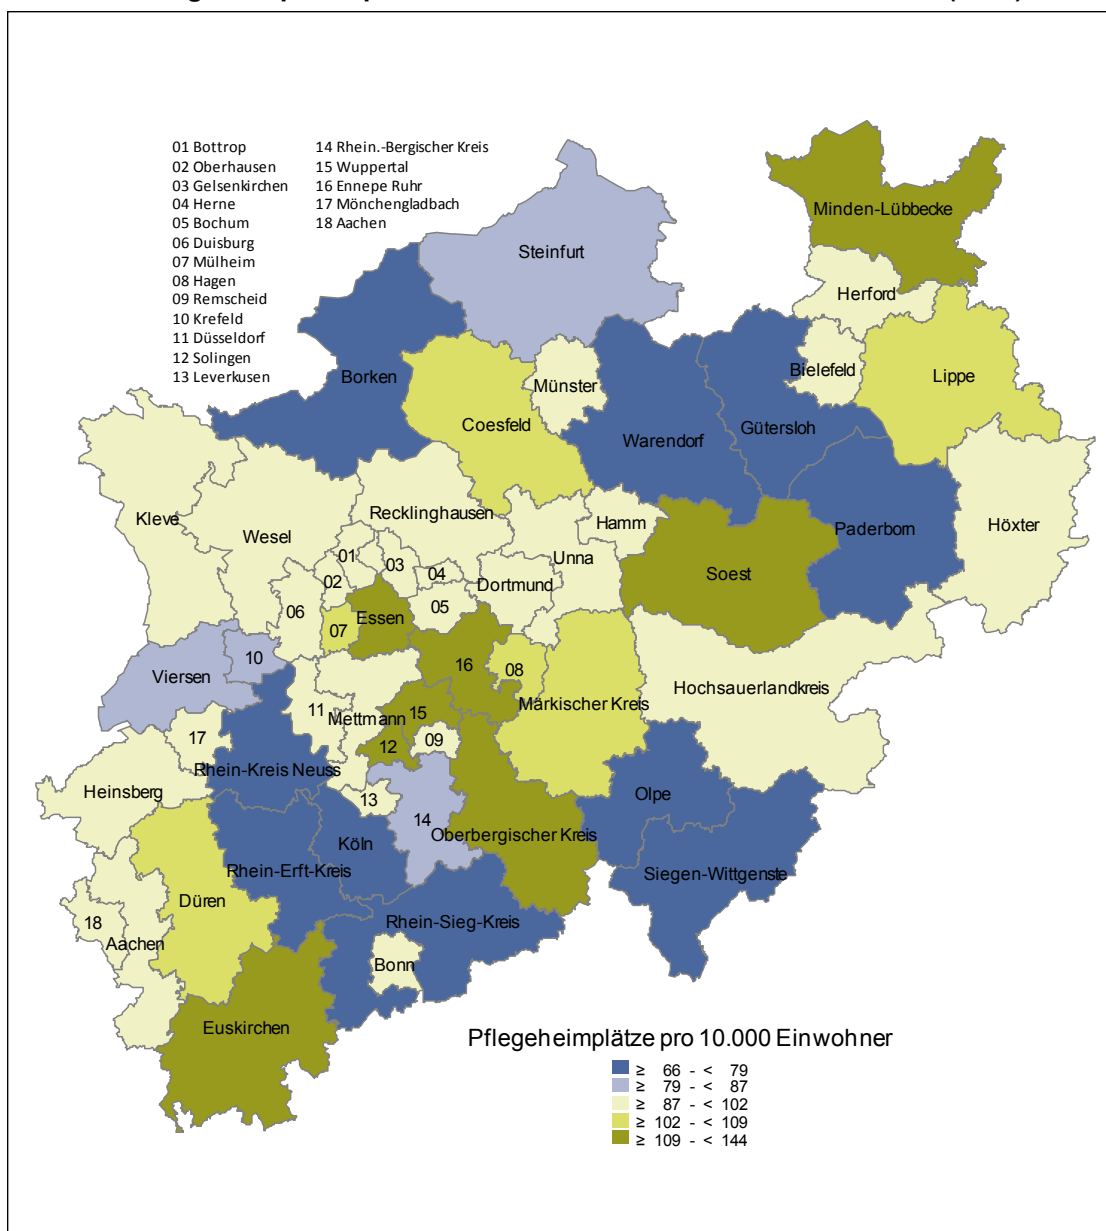 01 Bottrop
02 Oberhausen
03 Gelsenkirchen
04 Herne
05 Bochum
06 Duisburg
07 Mülheim
08 Hagen
09 Remscheid
10 Krefeld
11 Düsseldorf
12 Solingen
13 Leverkusen
14 Rhein.-Bergischer Kreis
15 Wuppertal
16 Ennepe Ruhr
17 Mönchengladbach
18 Aachen
Minden-Lübbecke
Steinfurt
Herford
Borken
Münster
Bielefeld
Lippe
Coesfeld
Warendorf
Gütersloh
Kleve
Wesel
Recklinghausen
Hamm
Paderborn
Höxter
01
03
04
Unna
02
Dortmund
Soest
06
05
07
Essen
Viersen
10
16
08
Hochsauerlandkreis
11
Mettmann
15
Märkischer Kreis
17
12
09
Rhein-Kreis Neuss
Heinsberg
13
Olpe
14
Oberbergischer Kreis
Köln
Rhein-Erft-Kreis
Siegen-Wittgenste
Düren
18
Aachen
Rhein-Sieg-Kreis
Bonn
Euskirchen
Pflegeheimplätze pro 10.000 Einwohner
≥ 66 - < 79
≥ 79 - < 87
≥ 87 - < 102
≥ 102 - < 109
≥ 109 - < 144